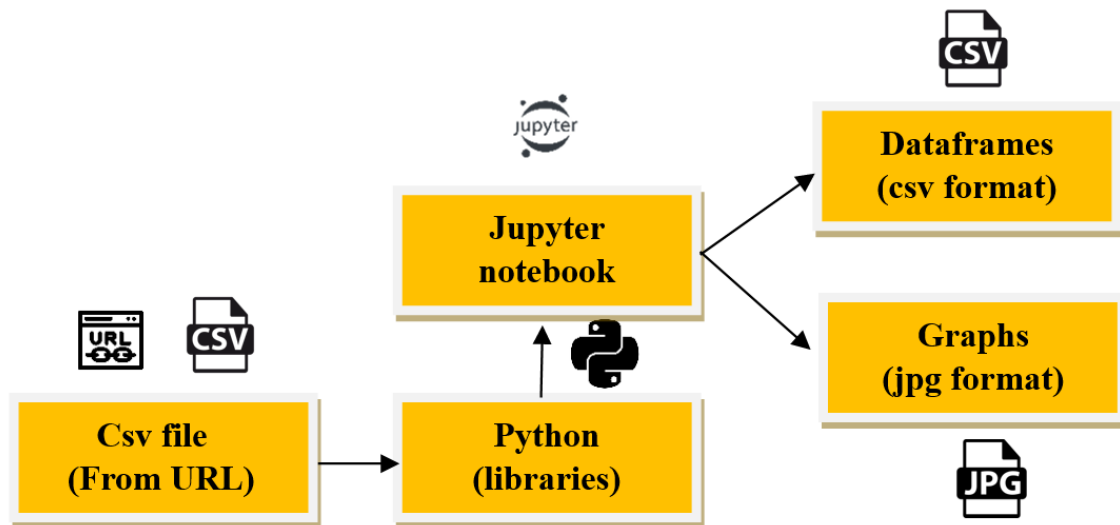 CSV
Jupyter
Dataframes
(csv format)
Jupyter
notebook
URL
CSV
Graphs
(jpg format)
Csv file
(From URL)
Python
(libraries)
JPG